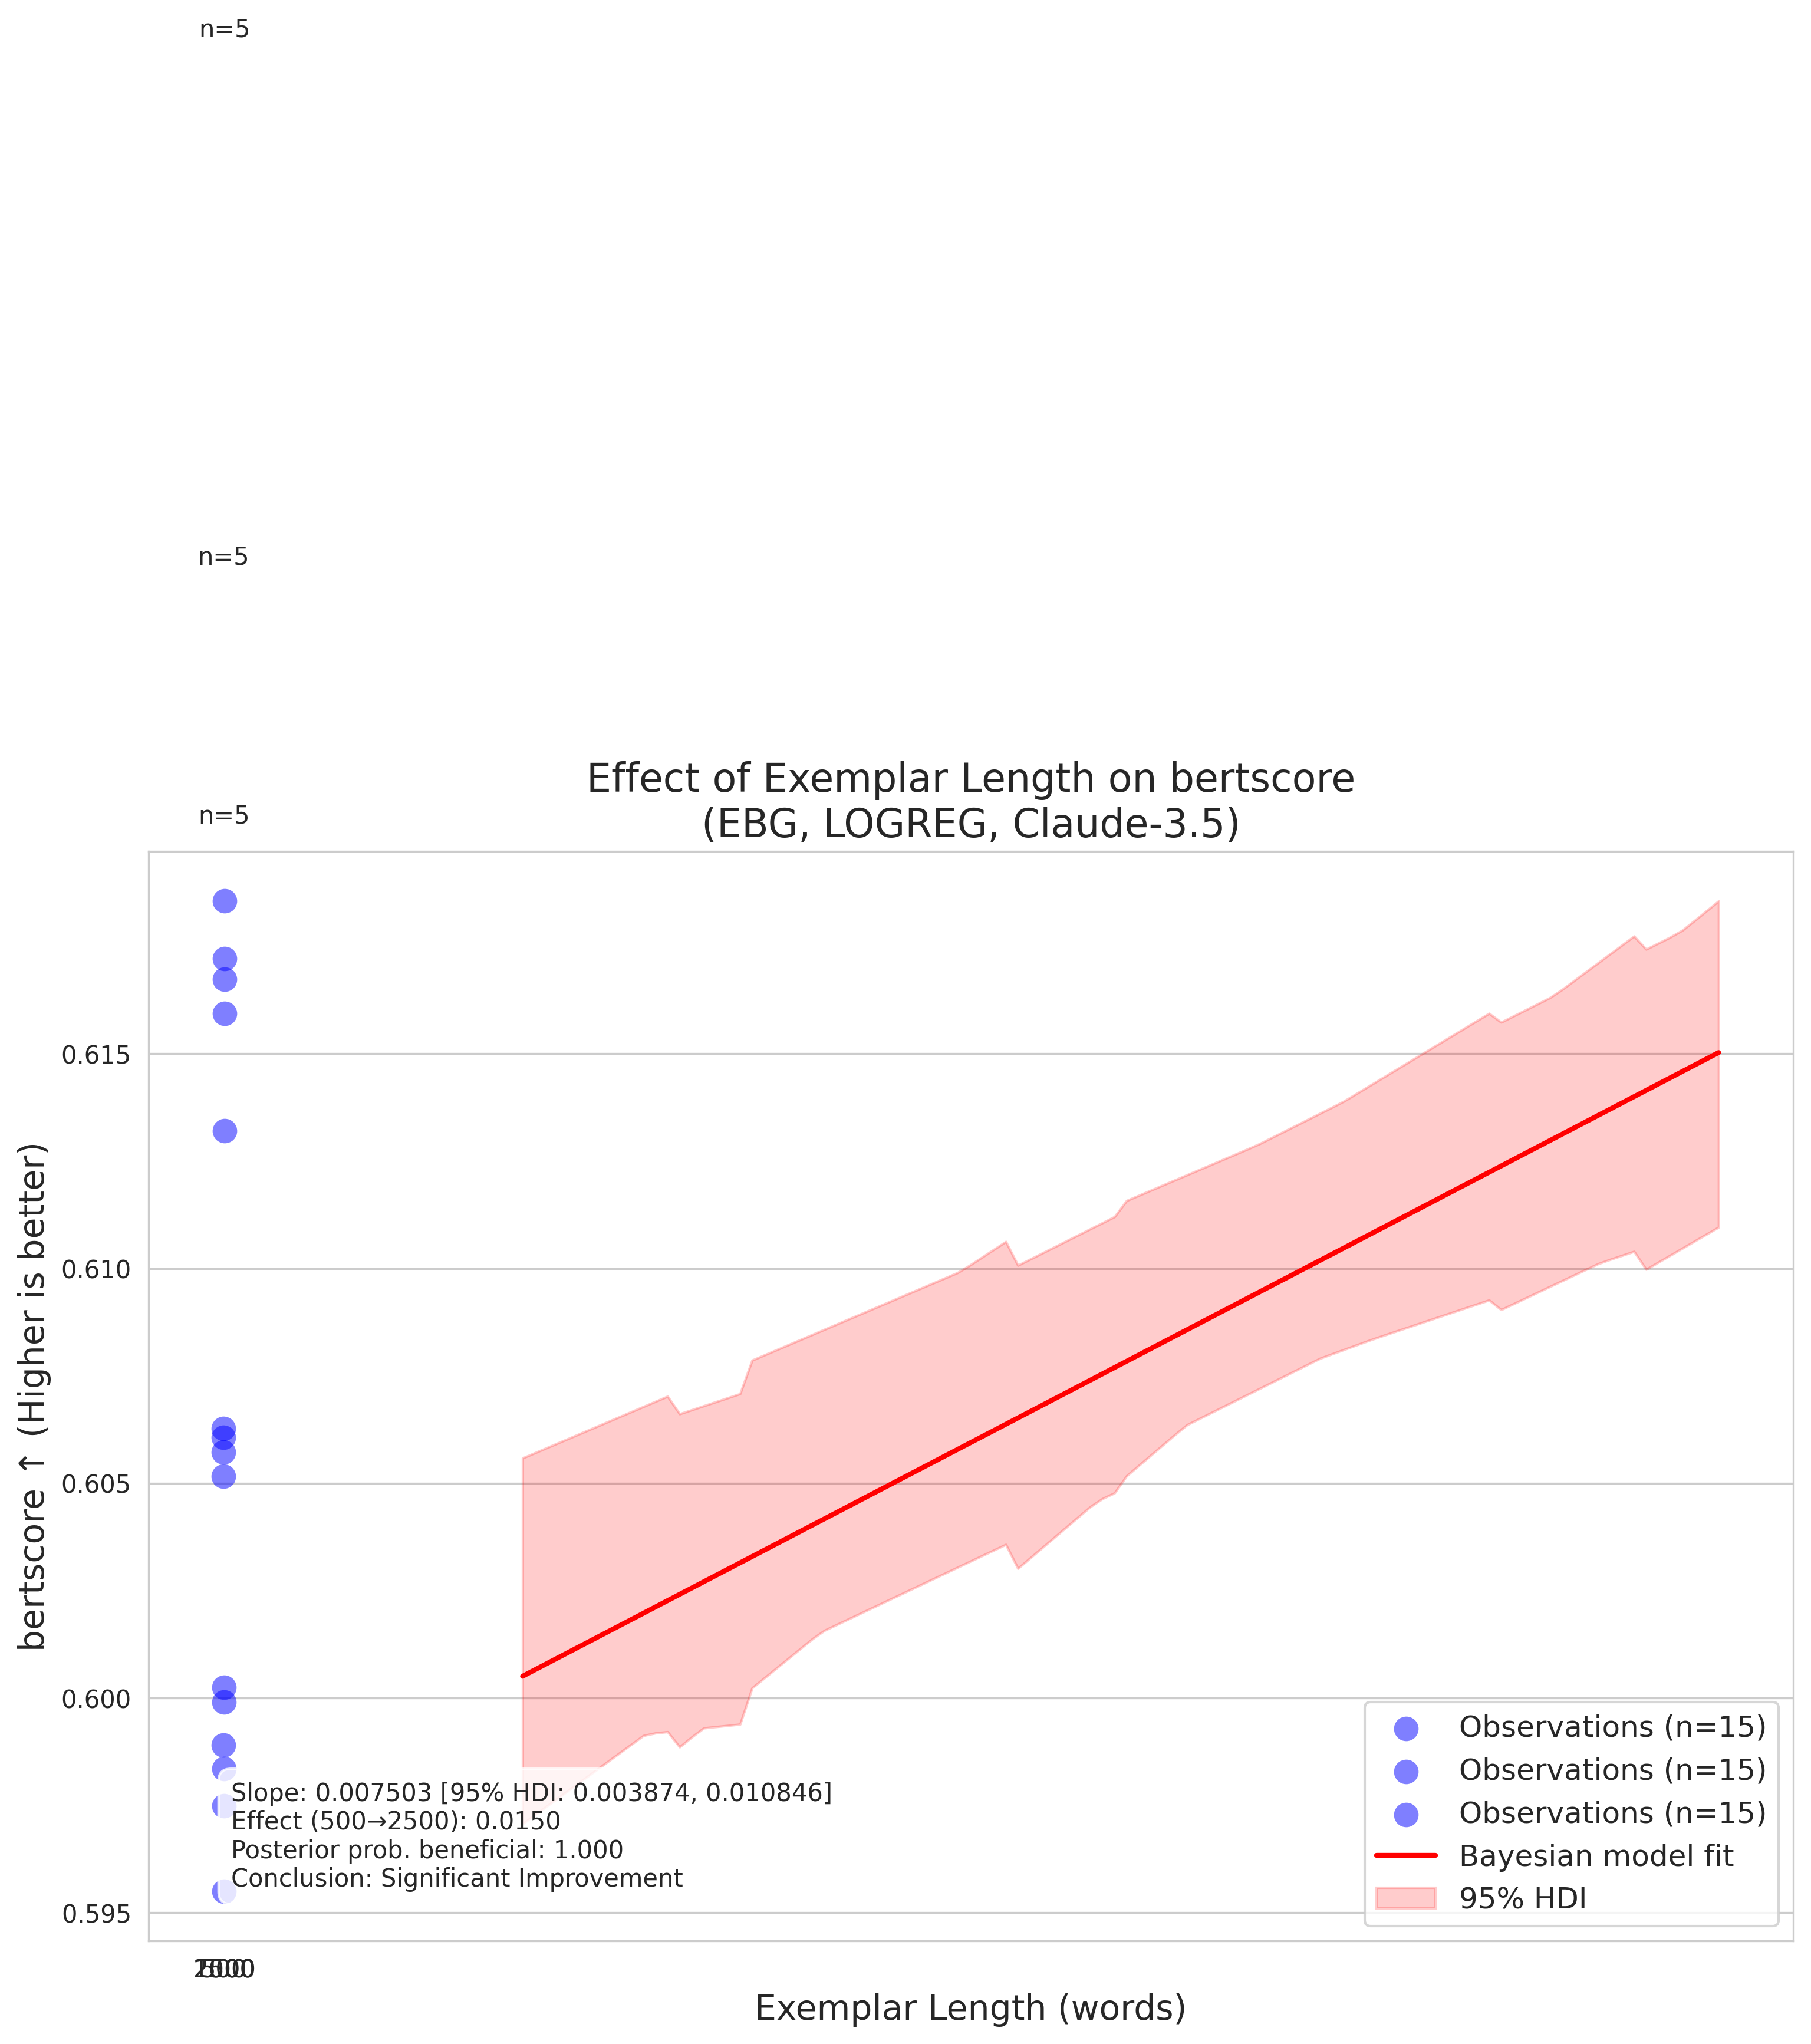 n=5
n=5
n=5
Effect of Exemplar Length on bertscore
(EBG, LOGREG, Claude-3.5)
bertscore ↑ (Higher is better)
0.615
0.610
0.605
0.600
0.595
Slope: 0.007503 [95% HDI: 0.003874, 0.010846]
Effect (500→2500): 0.0150
Posterior prob. beneficial: 1.000
Conclusion: Significant Improvement
Observations (n=15)
Observations (n=15)
Observations (n=15)
Bayesian model fit
95% HDI
Exemplar Length (words)